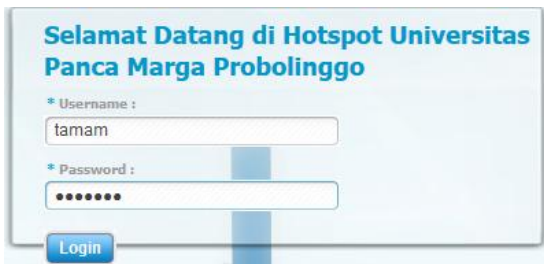 Selamat Datang di Hotspot Universitas
Panca Marga Probolinggo
* Username :
tamam
* Password :
•••••••
Login